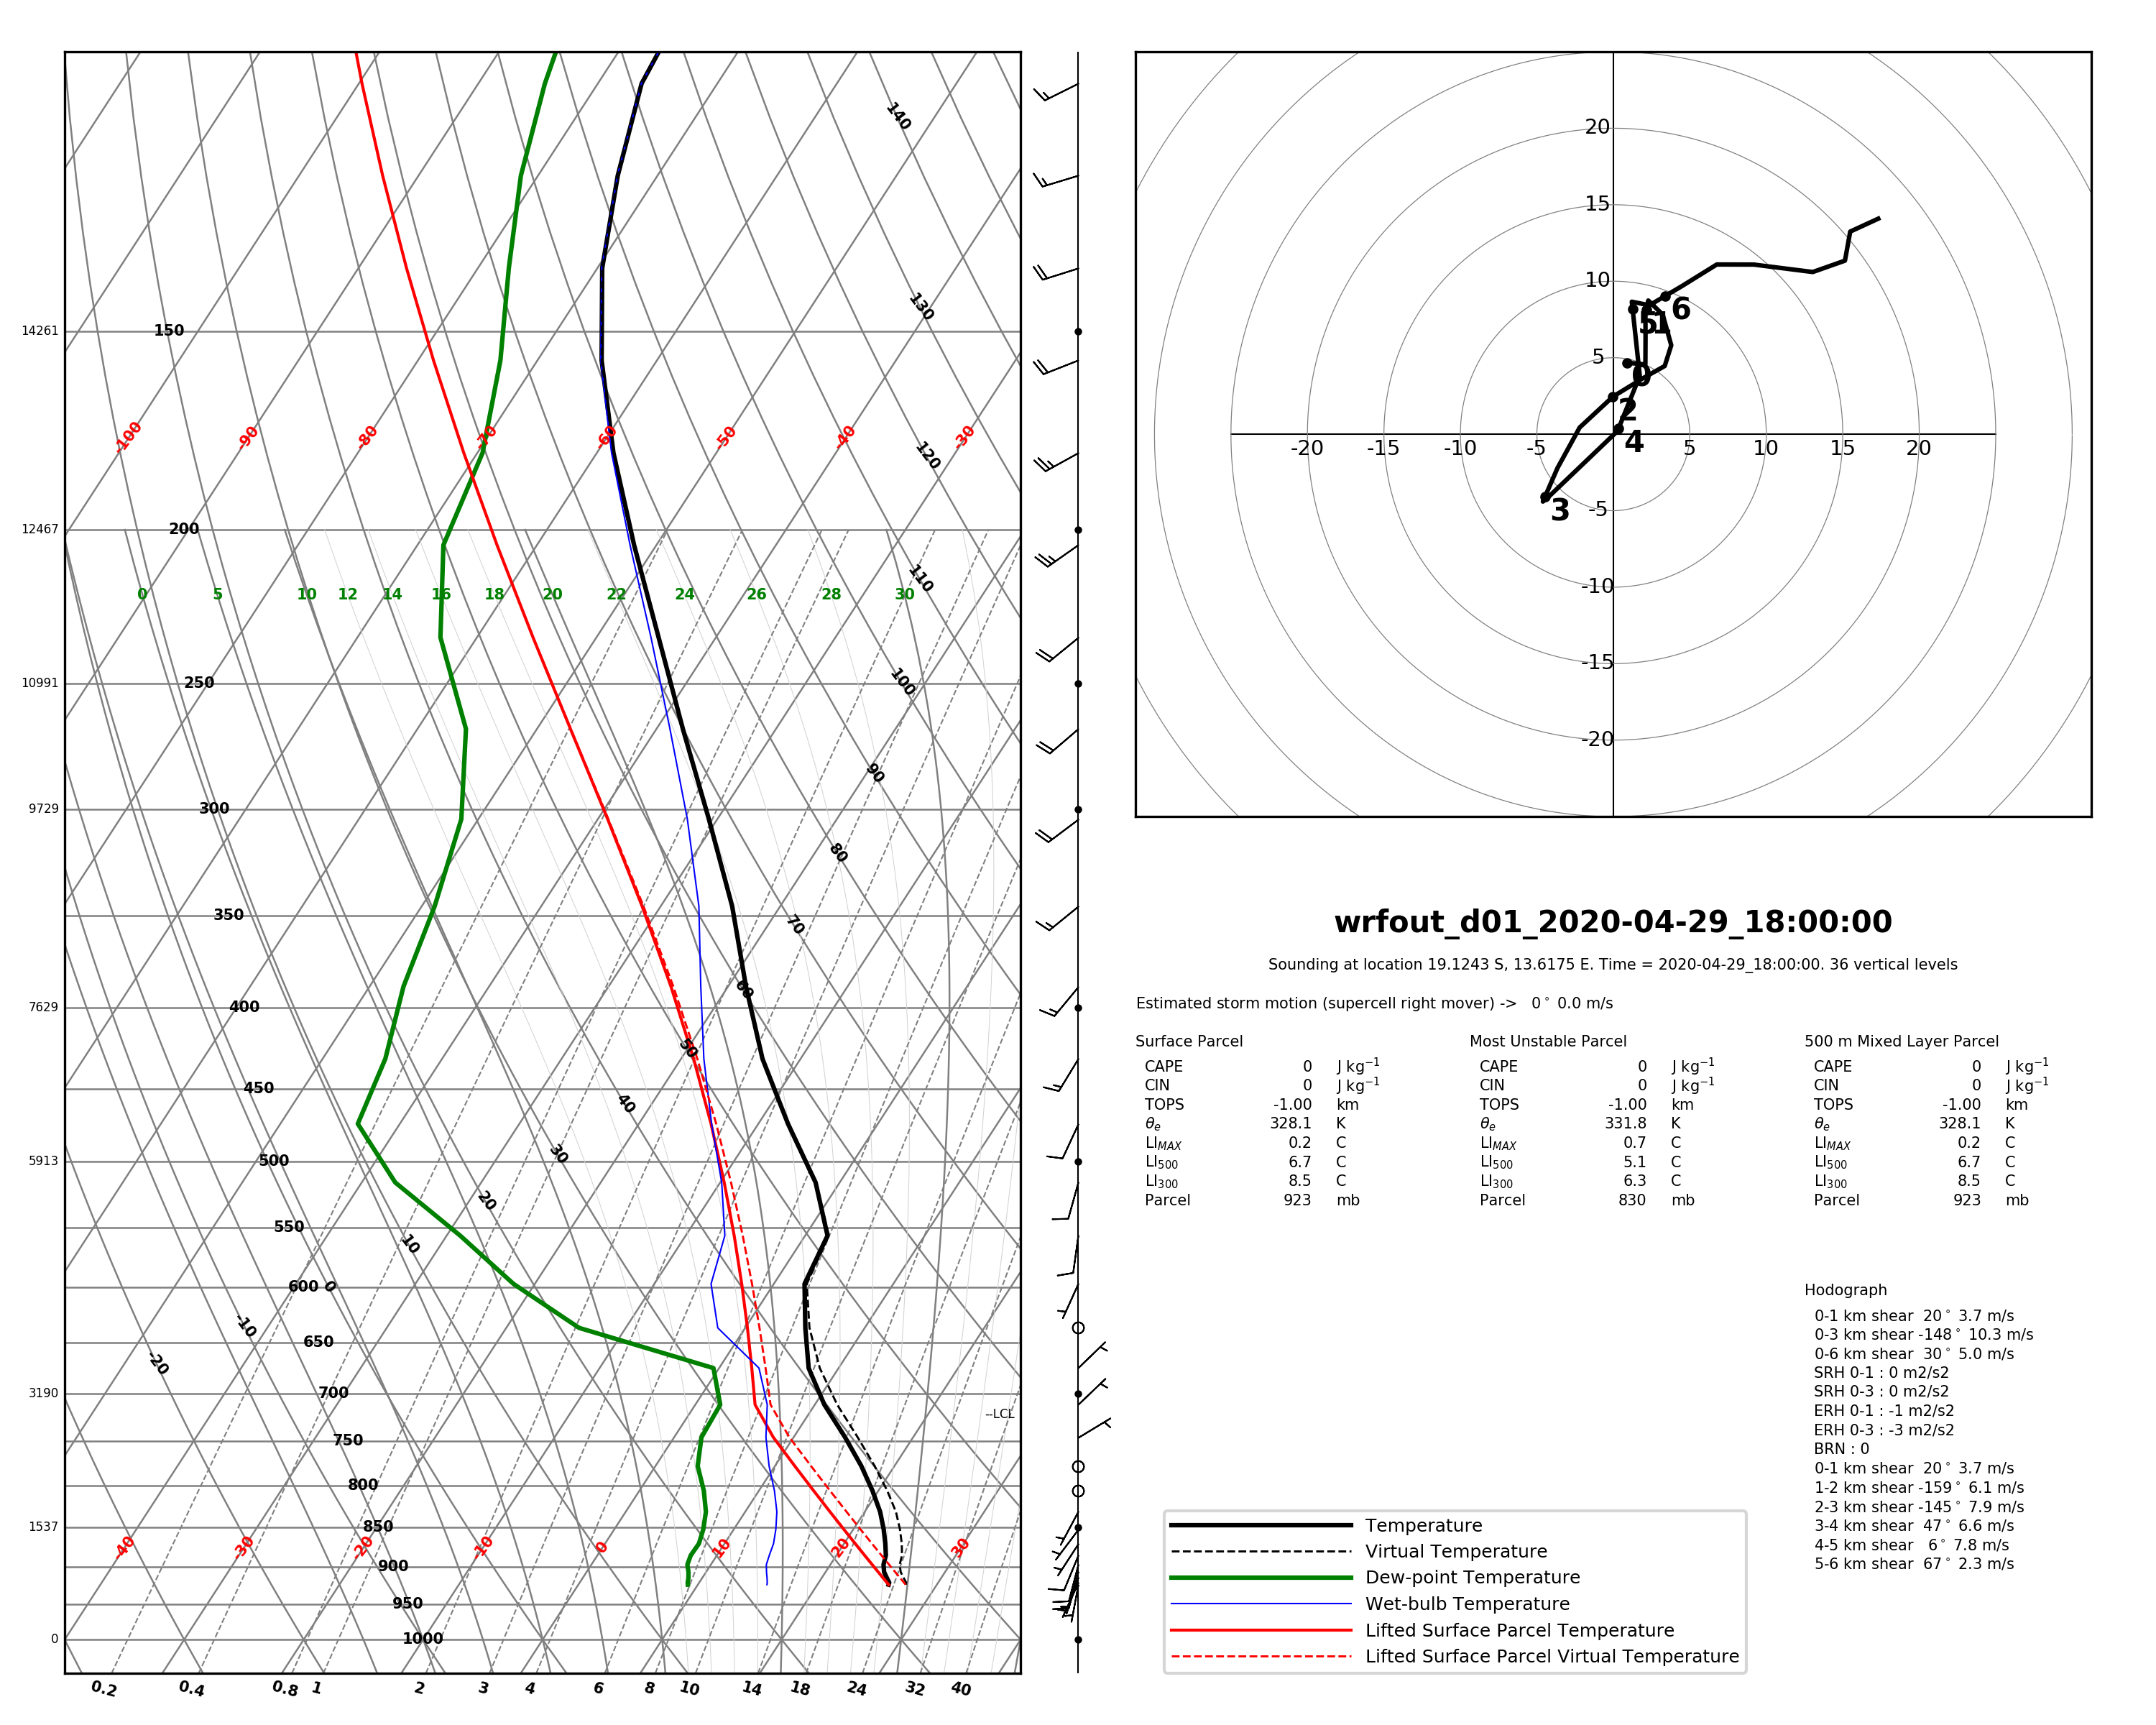 140
130
14261 150
-100 -90 -80 -70 -60 -50 -40 -30
120
12467 200
110
0 5 10 12 14 16 18 20 22 24 26 28 30
10991 250
100
90
9729 300
80
350
70
7629 400
60
50
450
40
5913 500
30
20
550
10
600 0
650
-10
-20
3190 700
--LCL
750
800
1537 850
-40 -30 -20 -10 0 10 20 30
900
950
0 1000
0.2 0.4 0.8 1 2 3 4 6 8 10 14 18 24 32 40
20
15
10
5
-20 -15 -10 -5 5 10 15 20
-5
-10
-15
-20
0
1
2
3
4
5
6
wrfout_d01_2020-04-29_18:00:00
Sounding at location 19.1243 S, 13.6175 E. Time = 2020-04-29_18:00:00. 36 vertical levels
Estimated storm motion (supercell right mover) -> 0° 0.0 m/s
Surface Parcel
CAPE 0 J kg⁻¹
CIN 0 J kg⁻¹
TOPS -1.00 km
θe 328.1 K
LIMAX 0.2 C
LI500 6.7 C
LI300 8.5 C
Parcel 923 mb
Most Unstable Parcel
CAPE 0 J kg⁻¹
CIN 0 J kg⁻¹
TOPS -1.00 km
θe 331.8 K
LIMAX 0.7 C
LI500 5.1 C
LI300 6.3 C
Parcel 830 mb
500 m Mixed Layer Parcel
CAPE 0 J kg⁻¹
CIN 0 J kg⁻¹
TOPS -1.00 km
θe 328.1 K
LIMAX 0.2 C
LI500 6.7 C
LI300 8.5 C
Parcel 923 mb
Hodograph
0-1 km shear 20° 3.7 m/s
0-3 km shear -148° 10.3 m/s
0-6 km shear 30° 5.0 m/s
SRH 0-1 : 0 m2/s2
SRH 0-3 : 0 m2/s2
ERH 0-1 : -1 m2/s2
ERH 0-3 : -3 m2/s2
BRN : 0
0-1 km shear 20° 3.7 m/s
1-2 km shear -159° 6.1 m/s
2-3 km shear -145° 7.9 m/s
3-4 km shear 47° 6.6 m/s
4-5 km shear 6° 7.8 m/s
5-6 km shear 67° 2.3 m/s
Temperature
Virtual Temperature
Dew-point Temperature
Wet-bulb Temperature
Lifted Surface Parcel Temperature
Lifted Surface Parcel Virtual Temperature